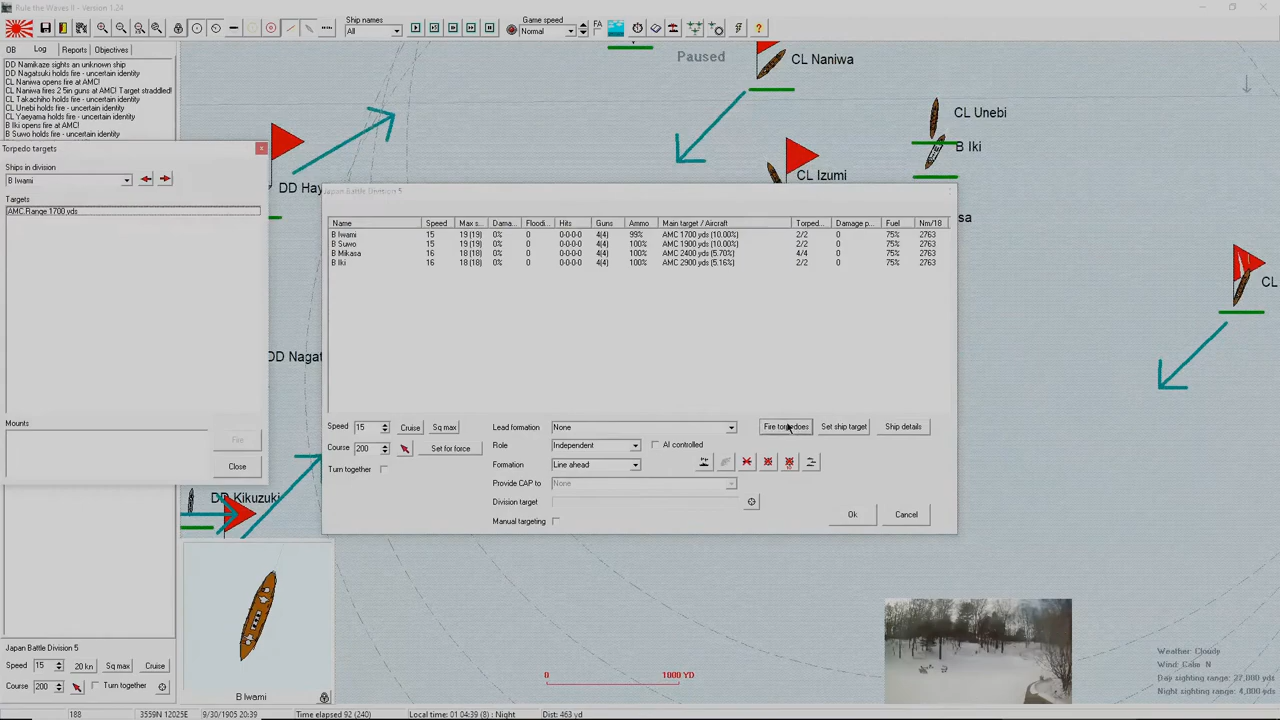 Rule the Waves II - Version 1.24
Ship names
All
Game speed
Normal
FA
OB Log Reports Objectives
DD Namikaze sights an unknown ship
DD Nagatsuki holds fire - uncertain identity
CL Naniwa opens fire at AMC!
CL Naniwa fires 2 5in guns at AMC! Target straddled!
CL Takachiho holds fire - uncertain identity
CL Unebi holds fire - uncertain identity
CL Yaeyama holds fire - uncertain identity
B Iki opens fire at AMC!
B Suwo holds fire - uncertain identity
Paused
CL Naniwa
CL Unebi
B Iki
CL Izumi
DD Hay
sa
CL
DD Nagat
DD Kikuzuki
Torpedo targets
Ships in division
B Iwami
Targets
AMC.Range 1700 yds
Mounts
Fire
Close
Japan Battle Division 5
Name Speed Max s... Dama... Floodi... Hits Guns Ammo Main target / Aircraft Torped... Damage p... Fuel Nm/18
B Iwami 15 19 (19) 0% 0 0-0-0-0 4(4) 99% AMC 1700 yds (10.00%) 2/2 0 75% 2763
B Suwo 15 19 (19) 0% 0 0-0-0-0 4(4) 100% AMC 1900 yds (10.00%) 2/2 0 75% 2763
B Mikasa 16 18 (18) 0% 0 0-0-0-0 4(4) 100% AMC 2400 yds (5.70%) 4/4 0 75% 2763
B Iki 16 18 (18) 0% 0 0-0-0-0 4(4) 100% AMC 2900 yds (5.16%) 2/2 0 75% 2763
Speed 15 Cruise Sq max
Course 200 Set for force
Turn together
Lead formation None
Role Independent AI controlled
Formation Line ahead
Provide CAP to None
Division target
Manual targeting
Fire torpedoes Set ship target Ship details
Ok Cancel
B Iwami
Japan Battle Division 5
Speed 15 20 kn Sq max Cruise
Course 200 Turn together
0 1000 YD
Weather Cloudy
Wind: Calm N
Day sighting range: 27,000 yds
Night sighting range: 4,000 yds
188 3559N 12025E 9/30/1905 20:39 Time elapsed 92 (240) Local time: 01:04:39 (8) : Night Dist: 463 yd